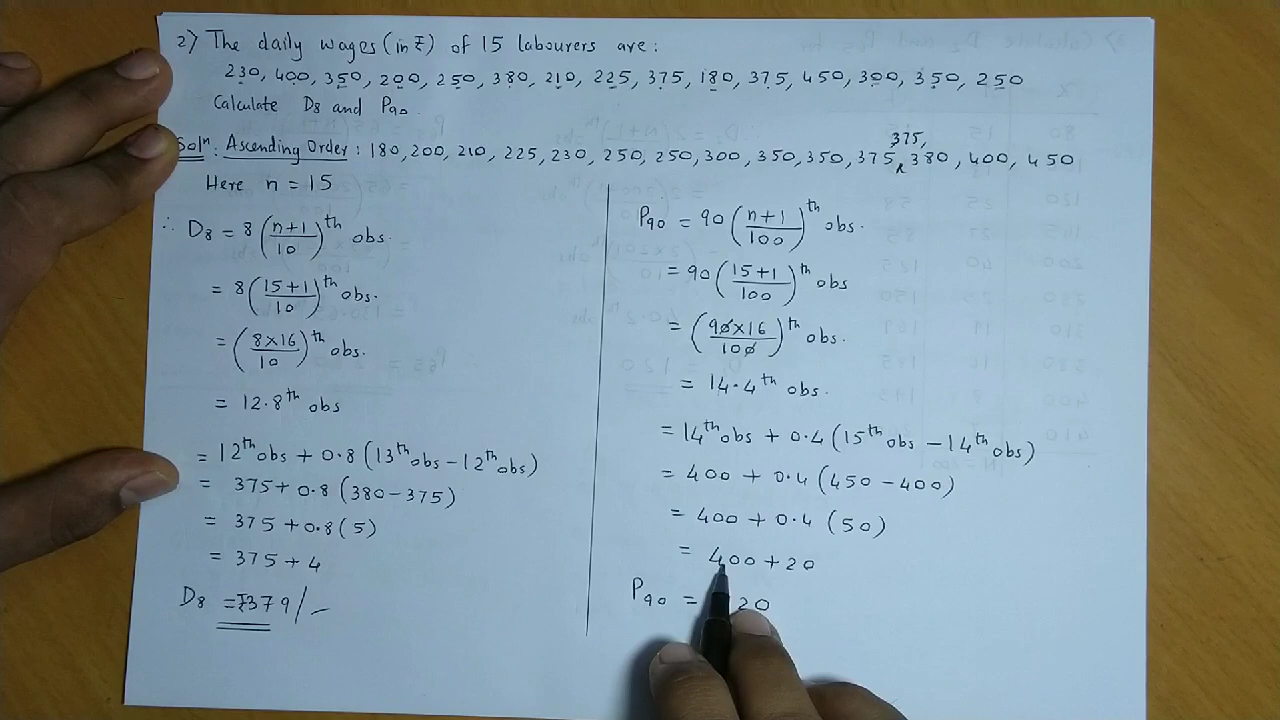 2) The daily wages (in ₹) of 15 labourers are:
230, 400, 350, 200, 250, 380, 210, 225, 375, 180, 375, 450, 300, 350, 250
Calculate D8 and P90.
Solⁿ: Ascending Order: 180, 200, 210, 225, 230, 250, 250, 300, 350, 350, 375, 375, 380, 400, 450
Here n = 15
∴ D8 = 8 ((n+1)/10)th obs.
= 8 ((15+1)/10)th obs.
= ((8×16)/10)th obs.
= 12.8th obs
= 12th obs + 0.8 (13th obs - 12th obs)
= 375 + 0.8 (380 - 375)
= 375 + 0.8 (5)
= 375 + 4
D8 = ₹379/-
P90 = 90 ((n+1)/100)th obs.
= 90 ((15+1)/100)th obs
= ((90×16)/100)th obs.
= 14.4th obs.
= 14th obs + 0.4 (15th obs - 14th obs)
= 400 + 0.4 (450 - 400)
= 400 + 0.4 (50)
= 400 + 20
P90 = 20